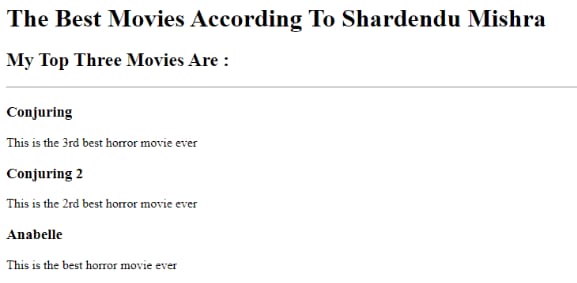 The Best Movies According To Shardendu Mishra
My Top Three Movies Are :
Conjuring
This is the 3rd best horror movie ever
Conjuring 2
This is the 2rd best horror movie ever
Anabelle
This is the best horror movie ever